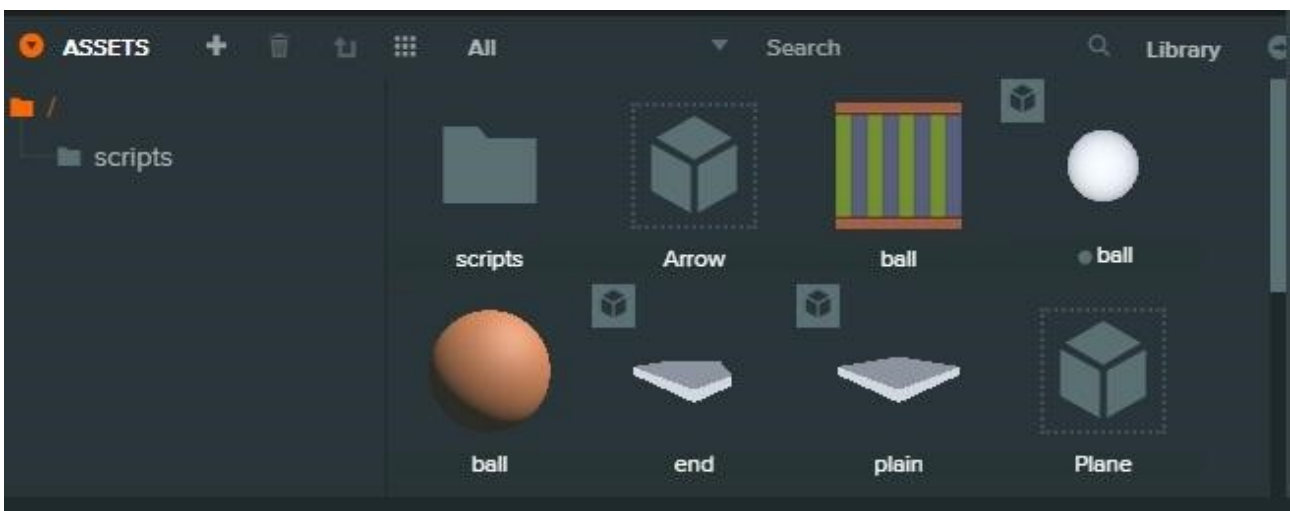 ASSETS All Search Library
/
scripts
scripts Arrow ball ball
ball end plain Plane